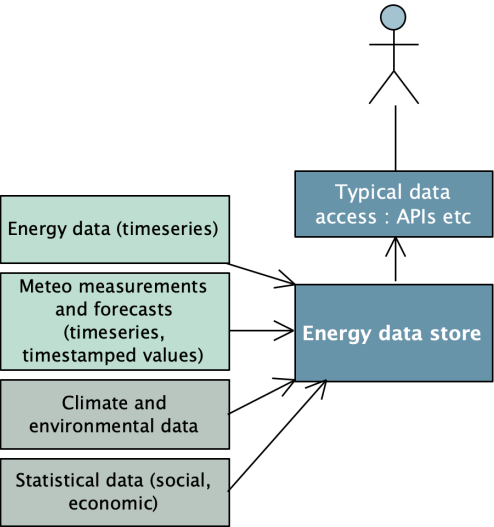 Typical data
access : APIs etc
Energy data (timeseries)
Meteo measurements
and forecasts
(timeseries,
timestamped values)
Energy data store
Climate and
environmental data
Statistical data (social,
economic)